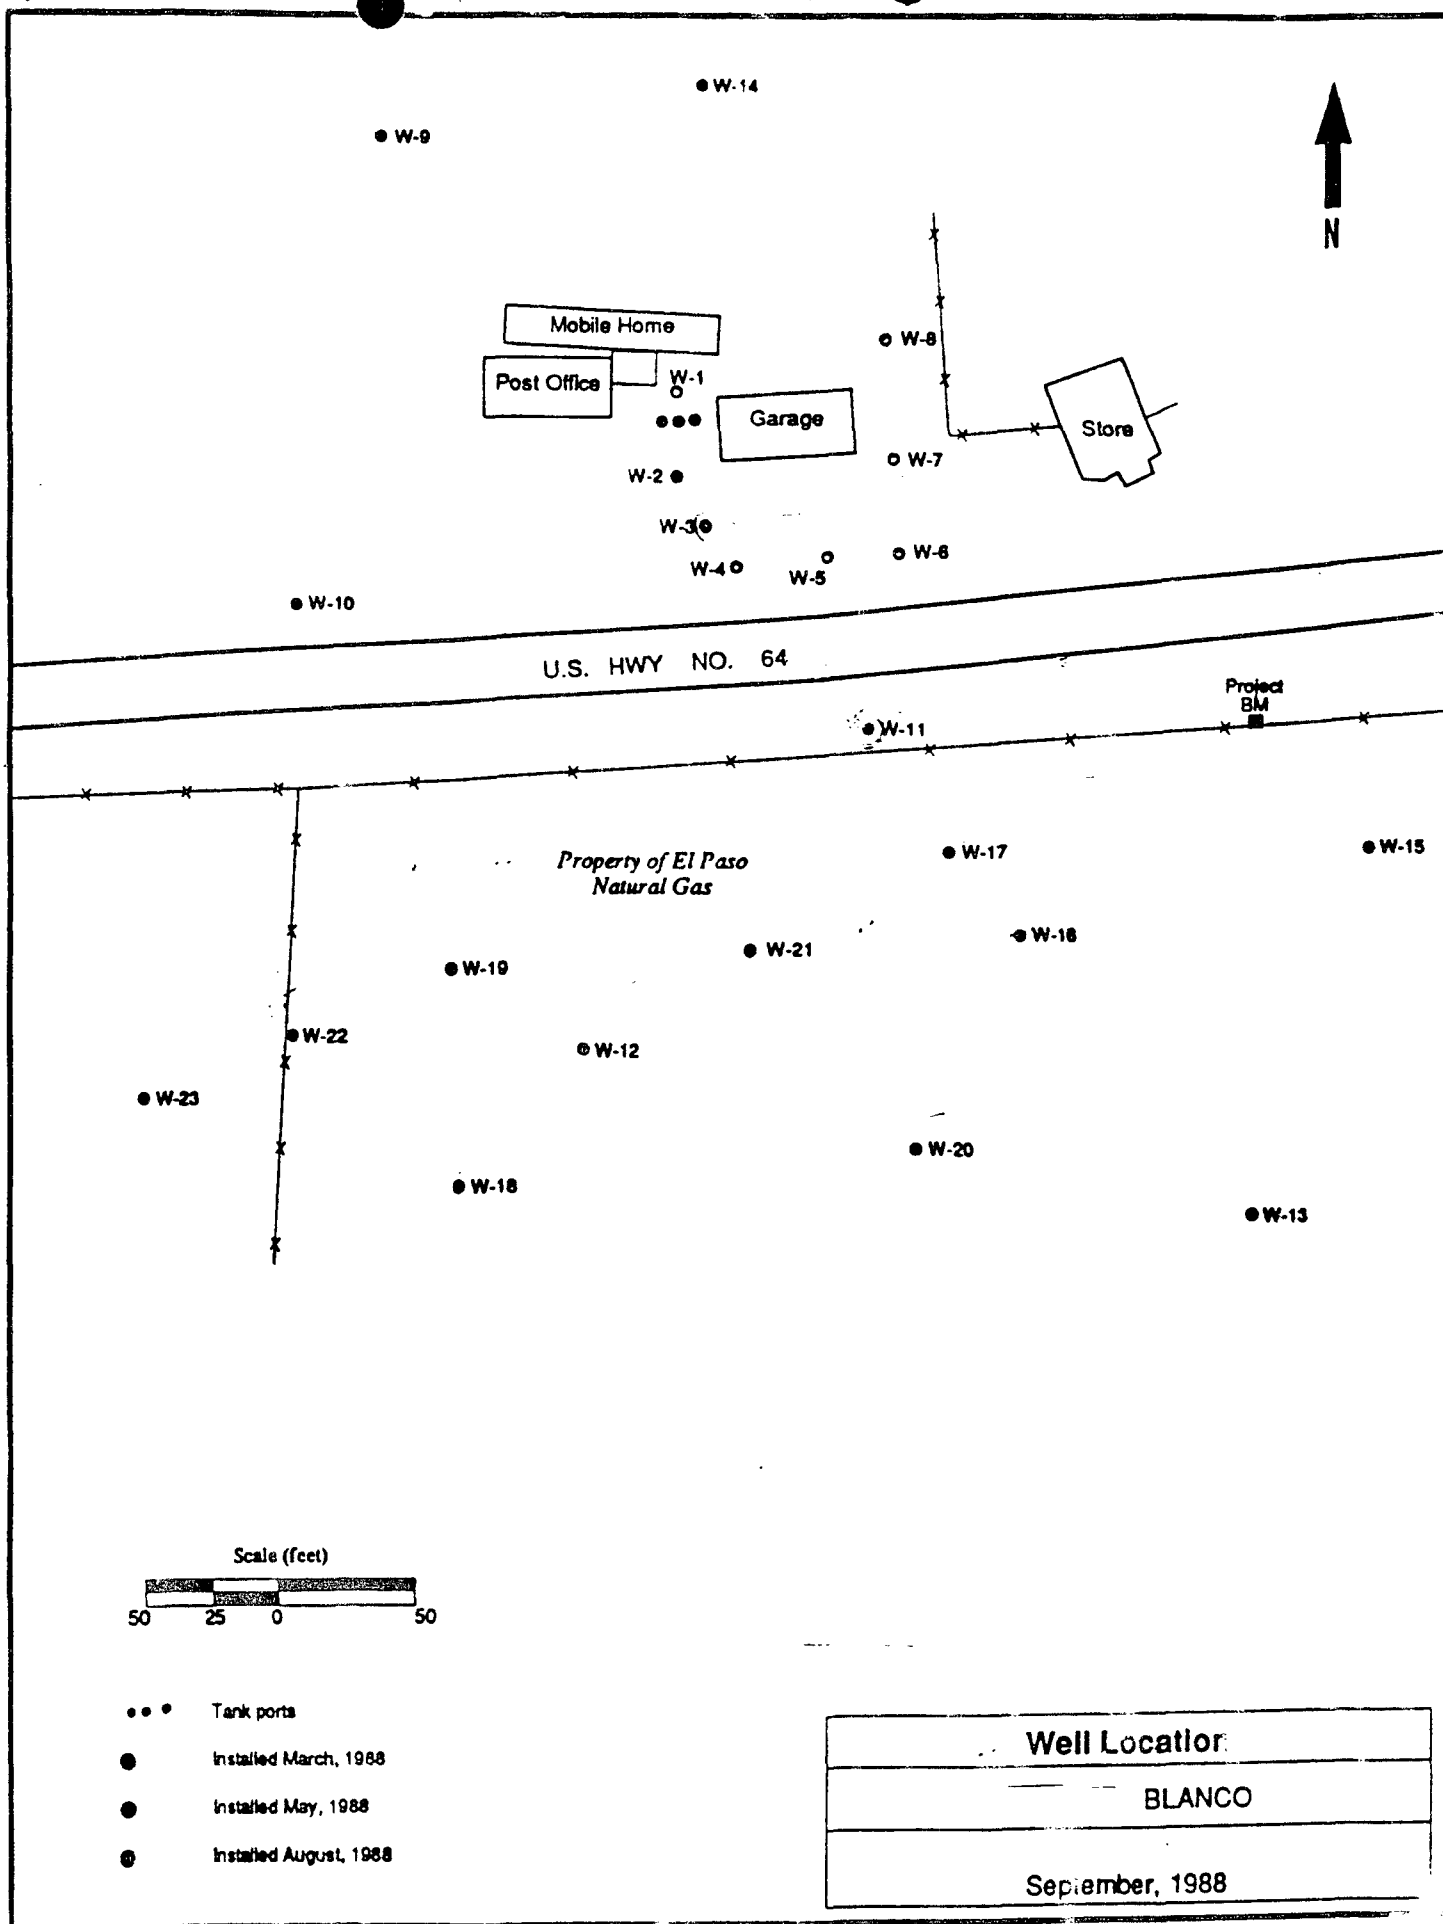 W-14
W-9
N
Mobile Home
W-8
Post Office
W-1
Garage
Store
W-7
W-2
W-3
W-4
W-5
W-6
W-10
U.S. HWY NO. 64
Project
BM
W-11
Property of El Paso
Natural Gas
W-17
W-15
W-16
W-21
W-19
W-22
W-12
W-23
W-20
W-18
W-13
Scale (feet)
50 25 0 50
Tank ports
Installed March, 1988
Installed May, 1988
Installed August, 1988
Well Location
BLANCO
September, 1988